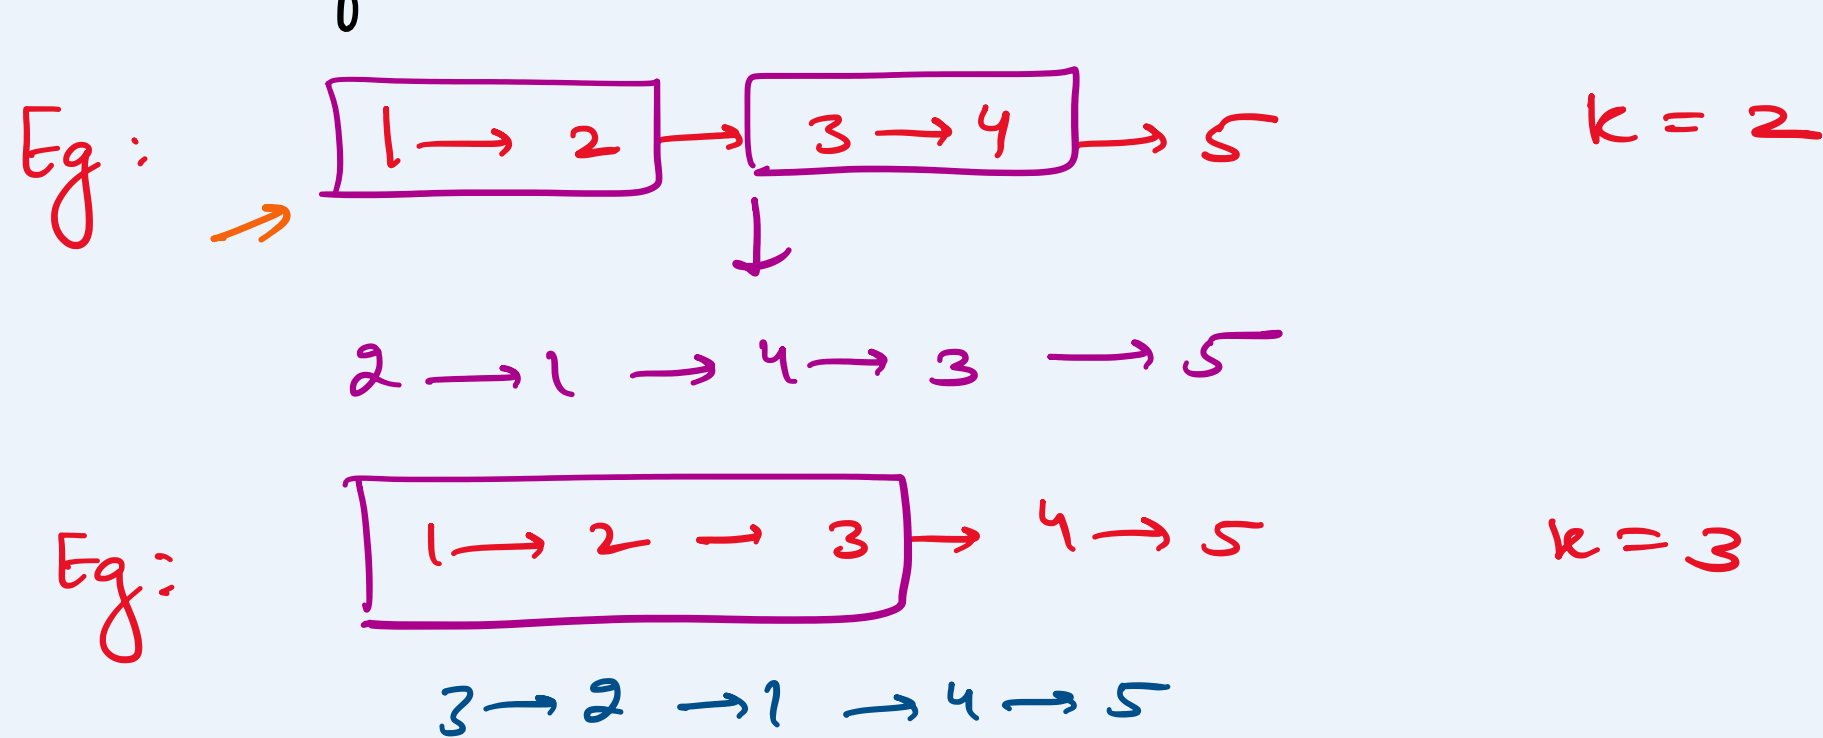 Eg: 1 → 2 → 3 → 4 → 5 k = 2
2 → 1 → 4 → 3 → 5
Eg: 1 → 2 → 3 → 4 → 5 k = 3
3 → 2 → 1 → 4 → 5